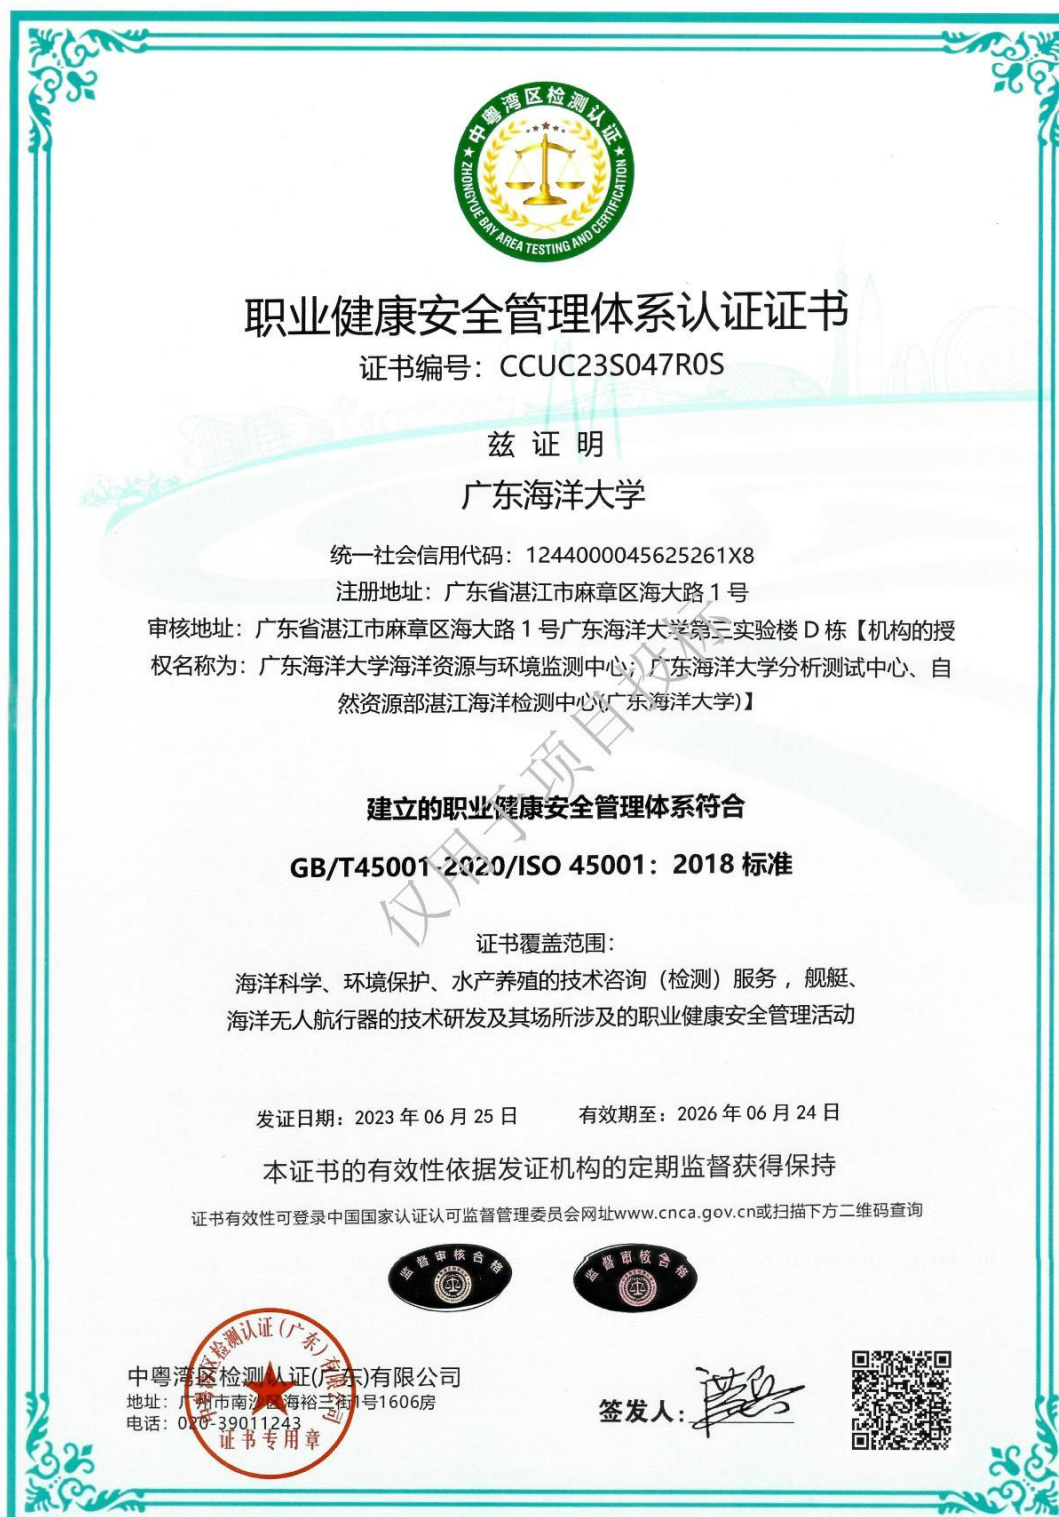 中粤湾区检测认证
ZHONGYUE BAY AREA TESTING AND CERTIFICATION
职业健康安全管理体系认证证书
证书编号：CCUC23S047R0S
兹证明
广东海洋大学
统一社会信用代码：1244000045625261X8
注册地址：广东省湛江市麻章区海大路1号
审核地址：广东省湛江市麻章区海大路1号广东海洋大学第三实验楼D栋【机构的授
权名称为：广东海洋大学海洋资源与环境监测中心；广东海洋大学分析测试中心、自
然资源部湛江海洋检测中心(广东海洋大学)】
仅用于项目投标
建立的职业健康安全管理体系符合
GB/T45001-2020/ISO 45001：2018 标准
证书覆盖范围：
海洋科学、环境保护、水产养殖的技术咨询（检测）服务，舰艇、
海洋无人航行器的技术研发及其场所涉及的职业健康安全管理活动
发证日期：2023年06月25日 有效期至：2026年06月24日
本证书的有效性依据发证机构的定期监督获得保持
证书有效性可登录中国国家认证认可监督管理委员会网址www.cnca.gov.cn或扫描下方二维码查询
监督审核合格 监督审核合格
中粤湾区检测认证(广东)有限公司
地址：广州市南沙区海裕三街1号1606房
电话：020-39011243
中粤湾区检测认证(广东)有限公司
证书专用章
签发人：